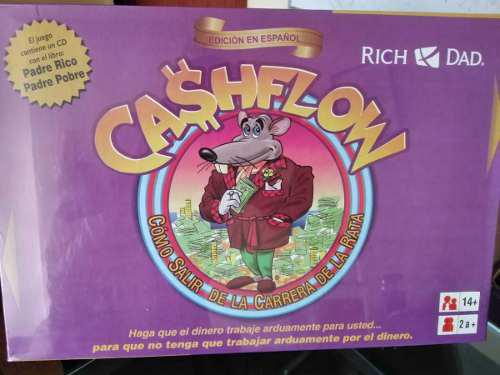 EDICIÓN EN ESPAÑOL
El juego
contiene un CD
con el libro:
Padre Rico
Padre Pobre
RICH DAD.
CA$HFLOW
CÓMO SALIR DE LA CARRERA DE LA RATA
14+
2 a +
Haga que el dinero trabaje arduamente para usted...
para que no tenga que trabajar arduamente por el dinero.